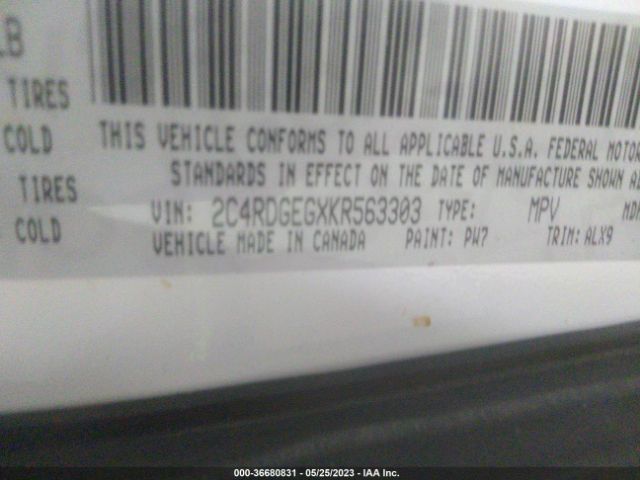 LB
TIRES
COLD
THIS VEHICLE CONFORMS TO ALL APPLICABLE U.S.A. FEDERAL MOTOR
STANDARDS IN EFFECT ON THE DATE OF MANUFACTURE SHOWN
TIRES
VIN: 2C4RDGEGXKR563303 TYPE: MPV
COLD
VEHICLE MADE IN CANADA PAINT: PW7 TRIM: ALX9
000-36680831 - 05/25/2023 - IAA Inc.